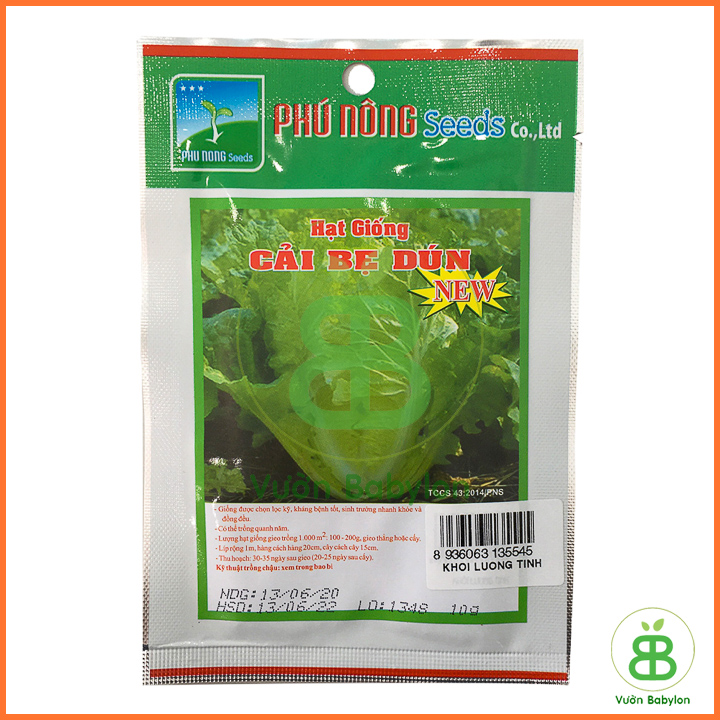 PHU NONG Seeds
PHÚ NÔNG Seeds Co.,Ltd
Hạt Giống
CẢI BẸ DÚN
NEW
Vườn Babylon
TCCS 43:2014/PNS
- Giống được chọn lọc kỹ, kháng bệnh tốt, sinh trưởng nhanh khỏe và
đồng đều.
- Có thể trồng quanh năm.
- Lượng hạt giống gieo trồng 1.000 m²: 100 - 200g, gieo thẳng hoặc cấy.
- Líp rộng 1m, hàng cách hàng 20cm, cây cách cây 15cm.
- Thu hoạch: 30-35 ngày sau gieo (20-25 ngày sau cấy).
Kỹ thuật trồng chậu: xem trong bao bì
8 936063 135545
KHOI LUONG TINH
NDG:13/06/20
HSD:13/06/22 LO:1348 10g
B B
Vườn Babylon